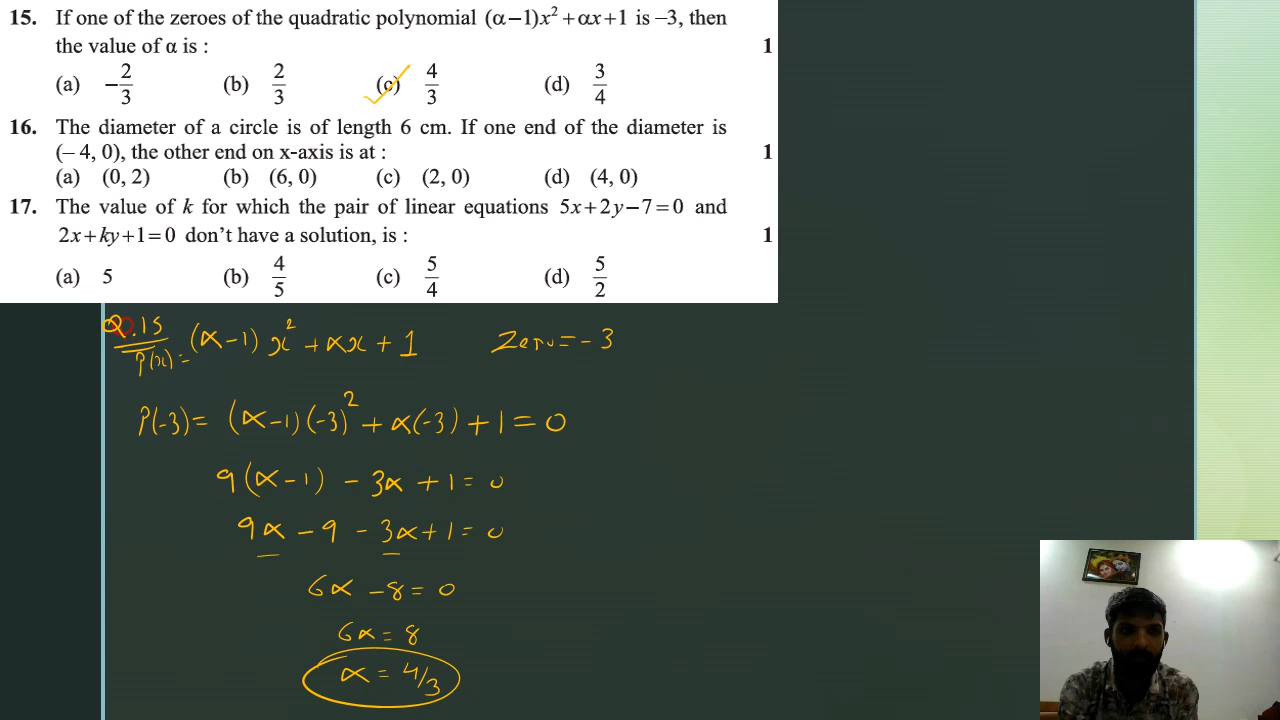 15. If one of the zeroes of the quadratic polynomial (α−1)x² + αx + 1 is −3, then
the value of α is : 1
(a) −2/3 (b) 2/3 (c) 4/3 (d) 3/4
16. The diameter of a circle is of length 6 cm. If one end of the diameter is
(− 4, 0), the other end on x-axis is at : 1
(a) (0, 2) (b) (6, 0) (c) (2, 0) (d) (4, 0)
17. The value of k for which the pair of linear equations 5x + 2y − 7 = 0 and
2x + ky + 1 = 0 don't have a solution, is : 1
(a) 5 (b) 4/5 (c) 5/4 (d) 5/2
Q.15
P(x) = (α−1) x² + αx + 1 Zero = −3
P(-3) = (α−1)(−3)² + α(−3) + 1 = 0
9(α−1) − 3α + 1 = 0
9α − 9 − 3α + 1 = 0
6α − 8 = 0
6α = 8
α = 4/3